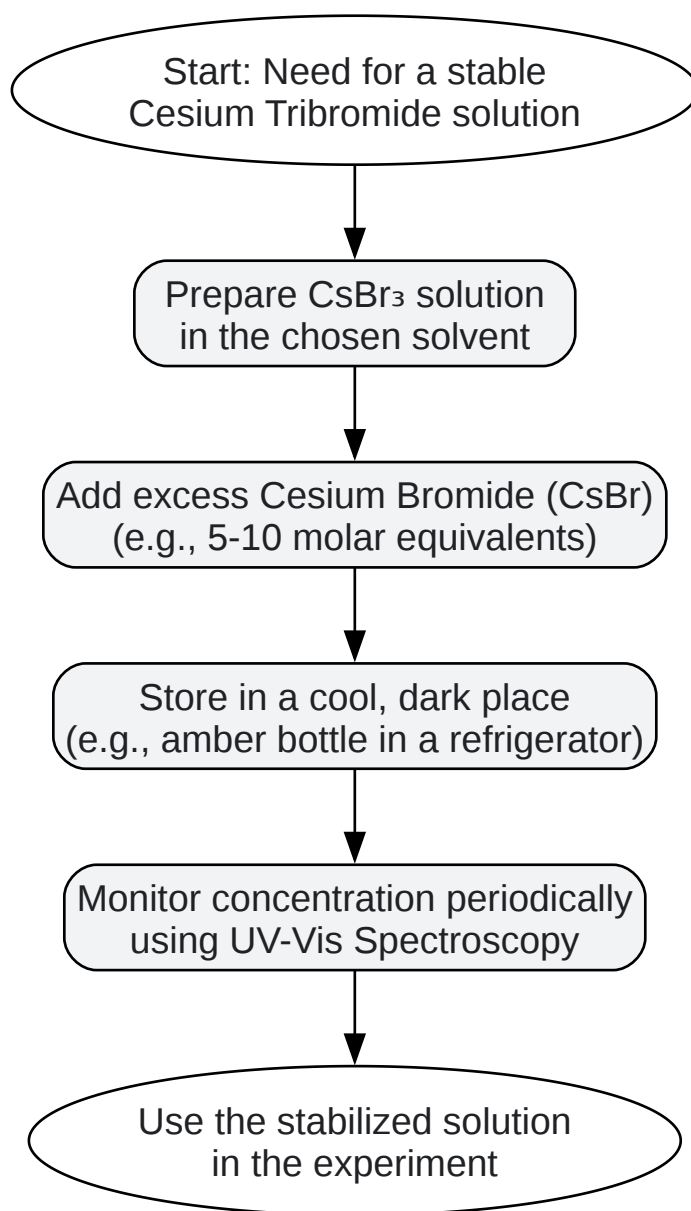 Start: Need for a stable
Cesium Tribromide solution
Prepare CsBr₃ solution
in the chosen solvent
Add excess Cesium Bromide (CsBr)
(e.g., 5-10 molar equivalents)
Store in a cool, dark place
(e.g., amber bottle in a refrigerator)
Monitor concentration periodically
using UV-Vis Spectroscopy
Use the stabilized solution
in the experiment